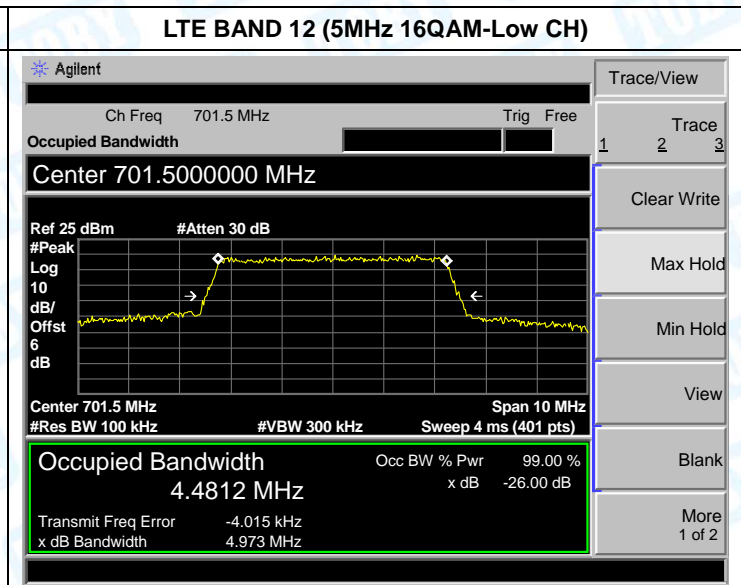 LTE BAND 12 (5MHz 16QAM-Low CH)
Agilent
Ch Freq 701.5 MHz Trig Free
Occupied Bandwidth
Center 701.5000000 MHz
Ref 25 dBm #Atten 30 dB
#Peak
Log
10
dB/
Offst
6
dB
Center 701.5 MHz Span 10 MHz
#Res BW 100 kHz #VBW 300 kHz Sweep 4 ms (401 pts)
Occupied Bandwidth Occ BW % Pwr 99.00 %
4.4812 MHz x dB -26.00 dB
Transmit Freq Error -4.015 kHz
x dB Bandwidth 4.973 MHz
Trace/View
Trace
1 2 3
Clear Write
Max Hold
Min Hold
View
Blank
More
1 of 2